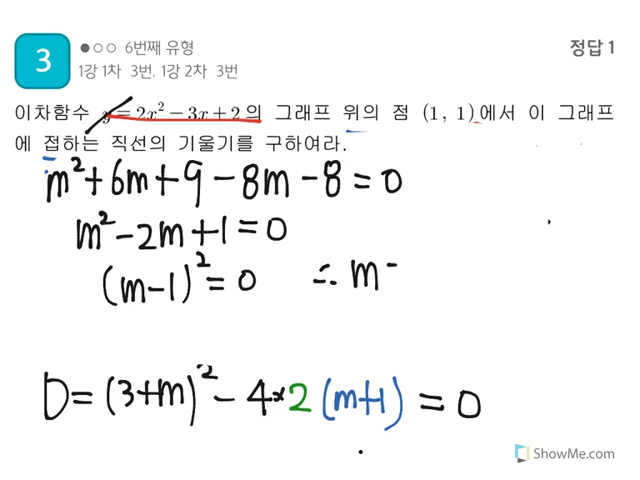 3
●○○ 6번째 유형
1강 1차 3번, 1강 2차 3번
정답 1
이차함수 y = 2x² − 3x + 2의 그래프 위의 점 (1, 1)에서 이 그래프
에 접하는 직선의 기울기를 구하여라.
m² + 6m + 9 − 8m − 8 = 0
m² − 2m + 1 = 0
(m − 1)² = 0 ∴ m -
D = (3+m)² − 4 × 2 (m+1) = 0
ShowMe.com